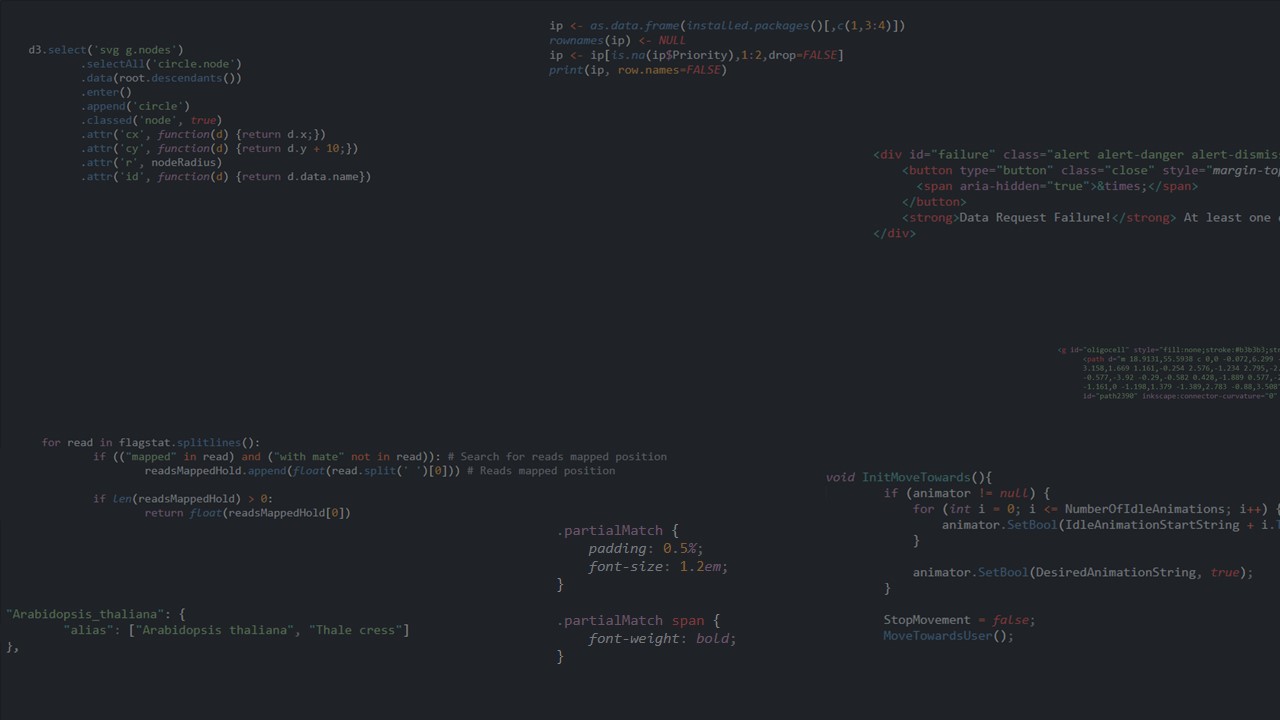 d3.select('svg g.nodes')
.selectAll('circle.node')
.data(root.descendants())
.enter()
.append('circle')
.classed('node', true)
.attr('cx', function(d) {return d.x;})
.attr('cy', function(d) {return d.y + 10;})
.attr('r', nodeRadius)
.attr('id', function(d) {return d.data.name})
ip <- as.data.frame(installed.packages()[,c(1,3:4)])
rownames(ip) <- NULL
ip <- ip[is.na(ip$Priority),1:2,drop=FALSE]
print(ip, row.names=FALSE)
<div id="failure" class="alert alert-danger alert-dismis
<button type="button" class="close" style="margin-to
<span aria-hidden="true">&times;</span>
</button>
<strong>Data Request Failure!</strong> At least one
</div>
<g id="oligocell" style="fill:none;stroke:#b3b3b3;st
<path d="m 18.9131,55.5938 c 0,0 -0.072,6.299
3.158,1.669 1.161,-0.254 2.576,-1.234 2.795,-2.
-0.577,-3.92 -0.29,-0.582 0.428,-1.889 0.577,-
-1.161,0 -1.198,1.379 -1.389,2.783 -0.88,3.508
id="path2390" inkscape:connector-curvature="0"
for read in flagstat.splitlines():
if (("mapped" in read) and ("with mate" not in read)): # Search for reads mapped position
readsMappedHold.append(float(read.split(' ')[0])) # Reads mapped position
if len(readsMappedHold) > 0:
return float(readsMappedHold[0])
"Arabidopsis_thaliana": {
"alias": ["Arabidopsis thaliana", "Thale cress"]
},
.partialMatch {
padding: 0.5%;
font-size: 1.2em;
}
.partialMatch span {
font-weight: bold;
}
void InitMoveTowards(){
if (animator != null) {
for (int i = 0; i <= NumberOfIdleAnimations; i++) {
animator.SetBool(IdleAnimationStartString + i.
}
animator.SetBool(DesiredAnimationString, true);
}
StopMovement = false;
MoveTowardsUser();